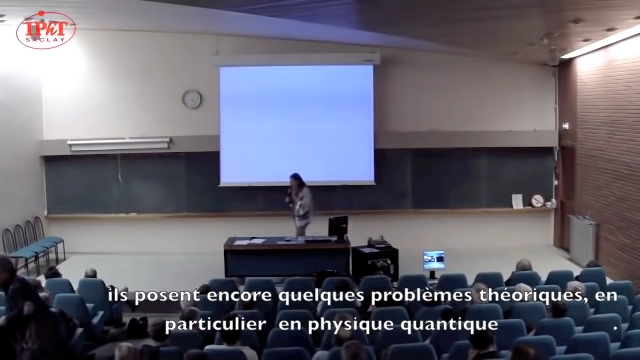 IPhT
SACLAY
ils posent encore quelques problèmes théoriques, en
particulier en physique quantique .